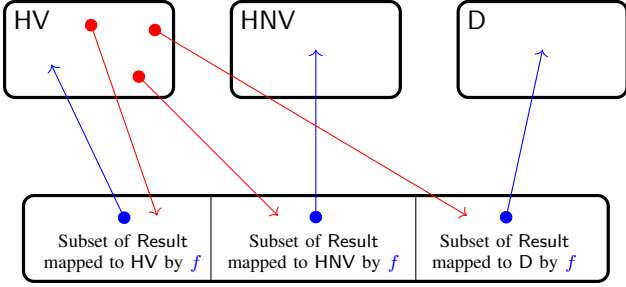 HV
HNV
D
Subset of Result
mapped to HV by f
Subset of Result
mapped to HNV by f
Subset of Result
mapped to D by f